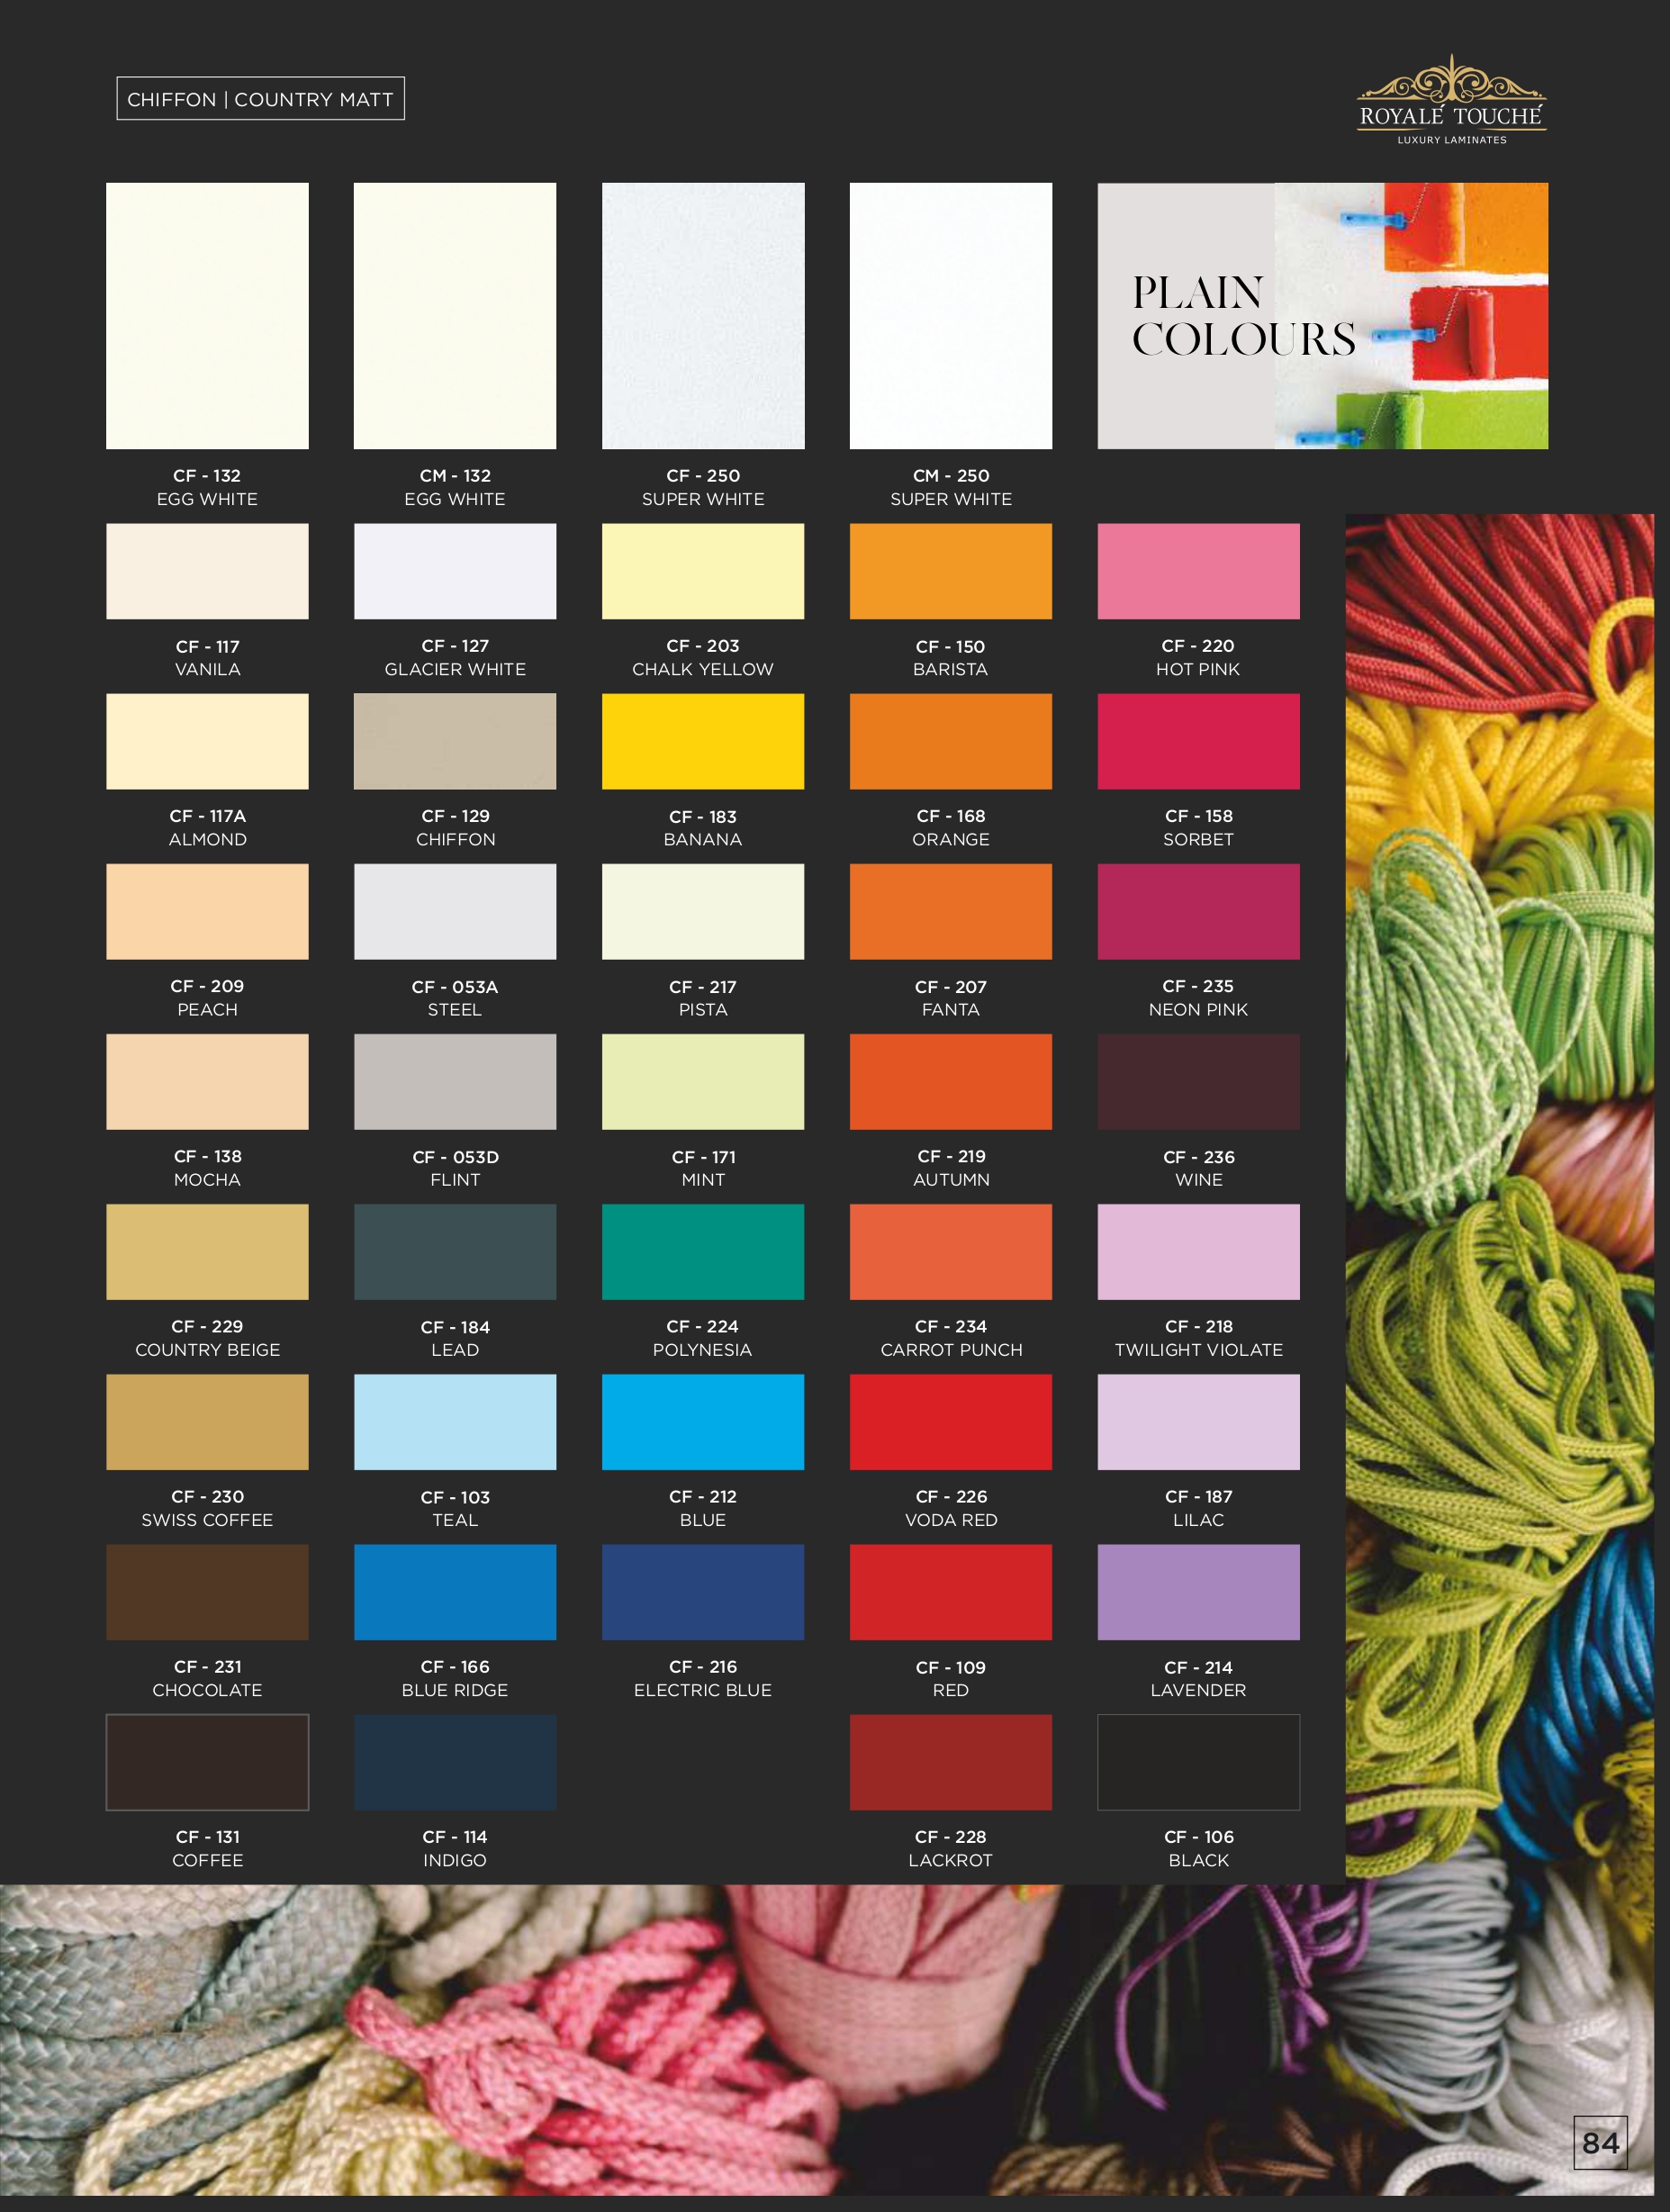 CHIFFON | COUNTRY MATT
ROYALÉ TOUCHÉ
LUXURY LAMINATES
PLAIN
COLOURS
CF - 132
EGG WHITE
CM - 132
EGG WHITE
CF - 250
SUPER WHITE
CM - 250
SUPER WHITE
CF - 117
VANILA
CF - 127
GLACIER WHITE
CF - 203
CHALK YELLOW
CF - 150
BARISTA
CF - 220
HOT PINK
CF - 117A
ALMOND
CF - 129
CHIFFON
CF - 183
BANANA
CF - 168
ORANGE
CF - 158
SORBET
CF - 209
PEACH
CF - 053A
STEEL
CF - 217
PISTA
CF - 207
FANTA
CF - 235
NEON PINK
CF - 138
MOCHA
CF - 053D
FLINT
CF - 171
MINT
CF - 219
AUTUMN
CF - 236
WINE
CF - 229
COUNTRY BEIGE
CF - 184
LEAD
CF - 224
POLYNESIA
CF - 234
CARROT PUNCH
CF - 218
TWILIGHT VIOLATE
CF - 230
SWISS COFFEE
CF - 103
TEAL
CF - 212
BLUE
CF - 226
VODA RED
CF - 187
LILAC
CF - 231
CHOCOLATE
CF - 166
BLUE RIDGE
CF - 216
ELECTRIC BLUE
CF - 109
RED
CF - 214
LAVENDER
CF - 131
COFFEE
CF - 114
INDIGO
CF - 228
LACKROT
CF - 106
BLACK
84